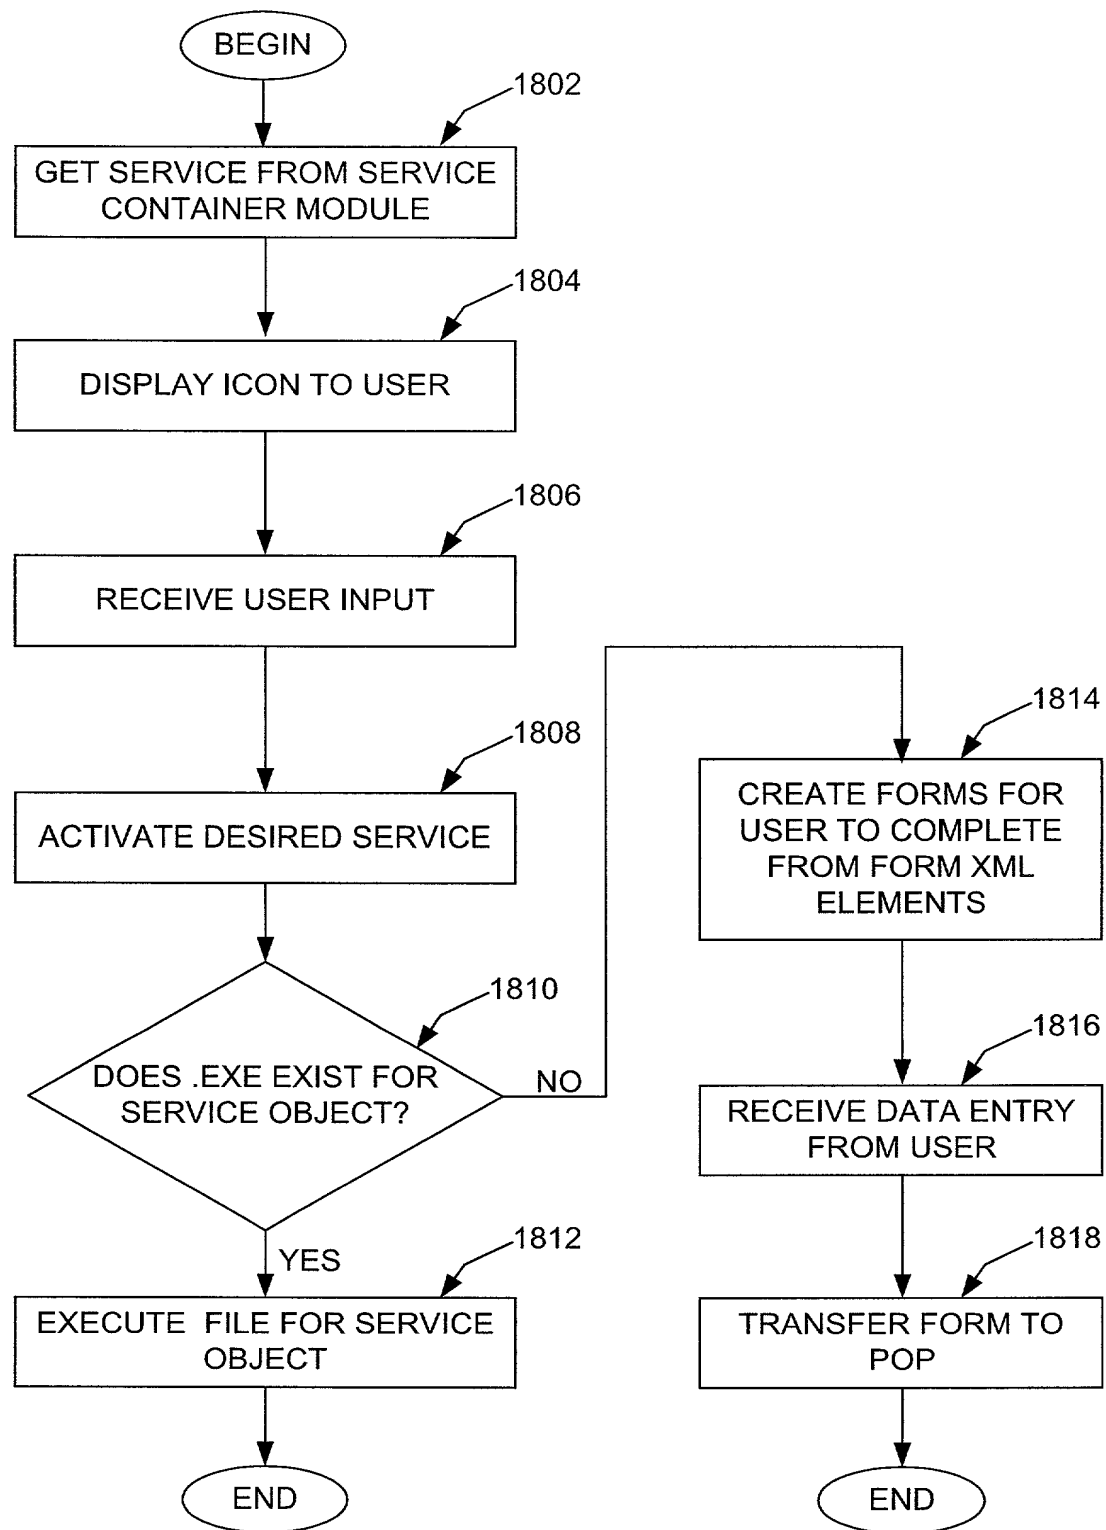 BEGIN
1802
GET SERVICE FROM SERVICE
CONTAINER MODULE
1804
DISPLAY ICON TO USER
1806
RECEIVE USER INPUT
1808
ACTIVATE DESIRED SERVICE
1810
DOES .EXE EXIST FOR
SERVICE OBJECT?
NO
YES
1812
EXECUTE FILE FOR SERVICE
OBJECT
END
1814
CREATE FORMS FOR
USER TO COMPLETE
FROM FORM XML
ELEMENTS
1816
RECEIVE DATA ENTRY
FROM USER
1818
TRANSFER FORM TO
POP
END